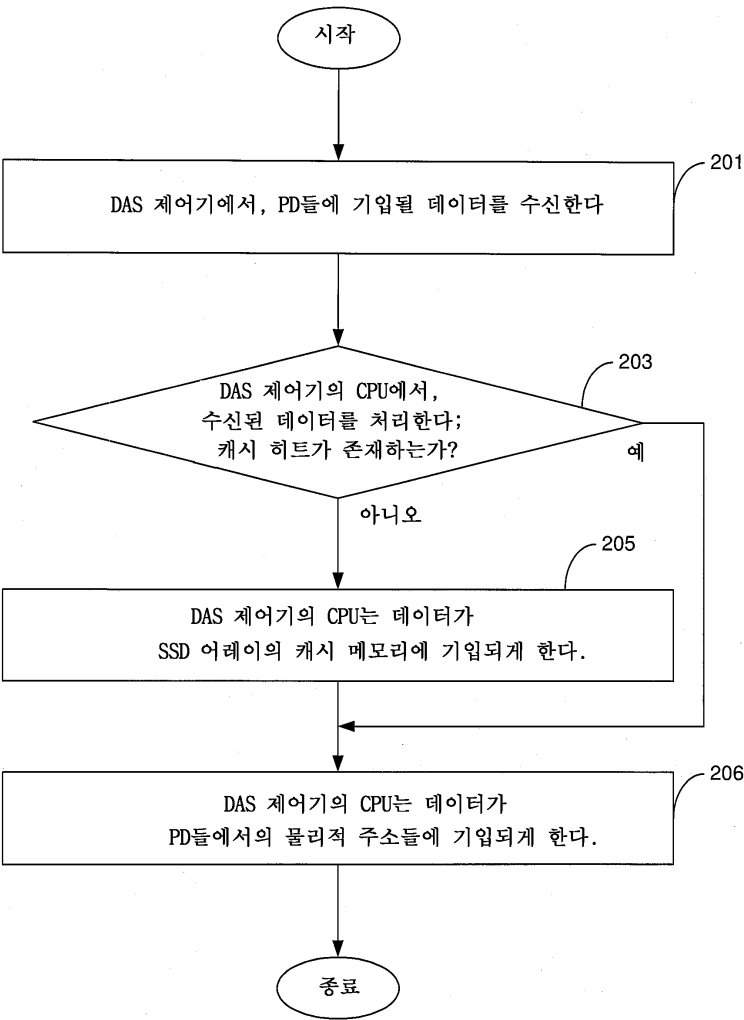 시작
201
DAS 제어기에서, PD들에 기입될 데이터를 수신한다
203
DAS 제어기의 CPU에서,
수신된 데이터를 처리한다;
캐시 히트가 존재하는가?
예
아니오
205
DAS 제어기의 CPU는 데이터가
SSD 어레이의 캐시 메모리에 기입되게 한다.
206
DAS 제어기의 CPU는 데이터가
PD들에서의 물리적 주소들에 기입되게 한다.
종료